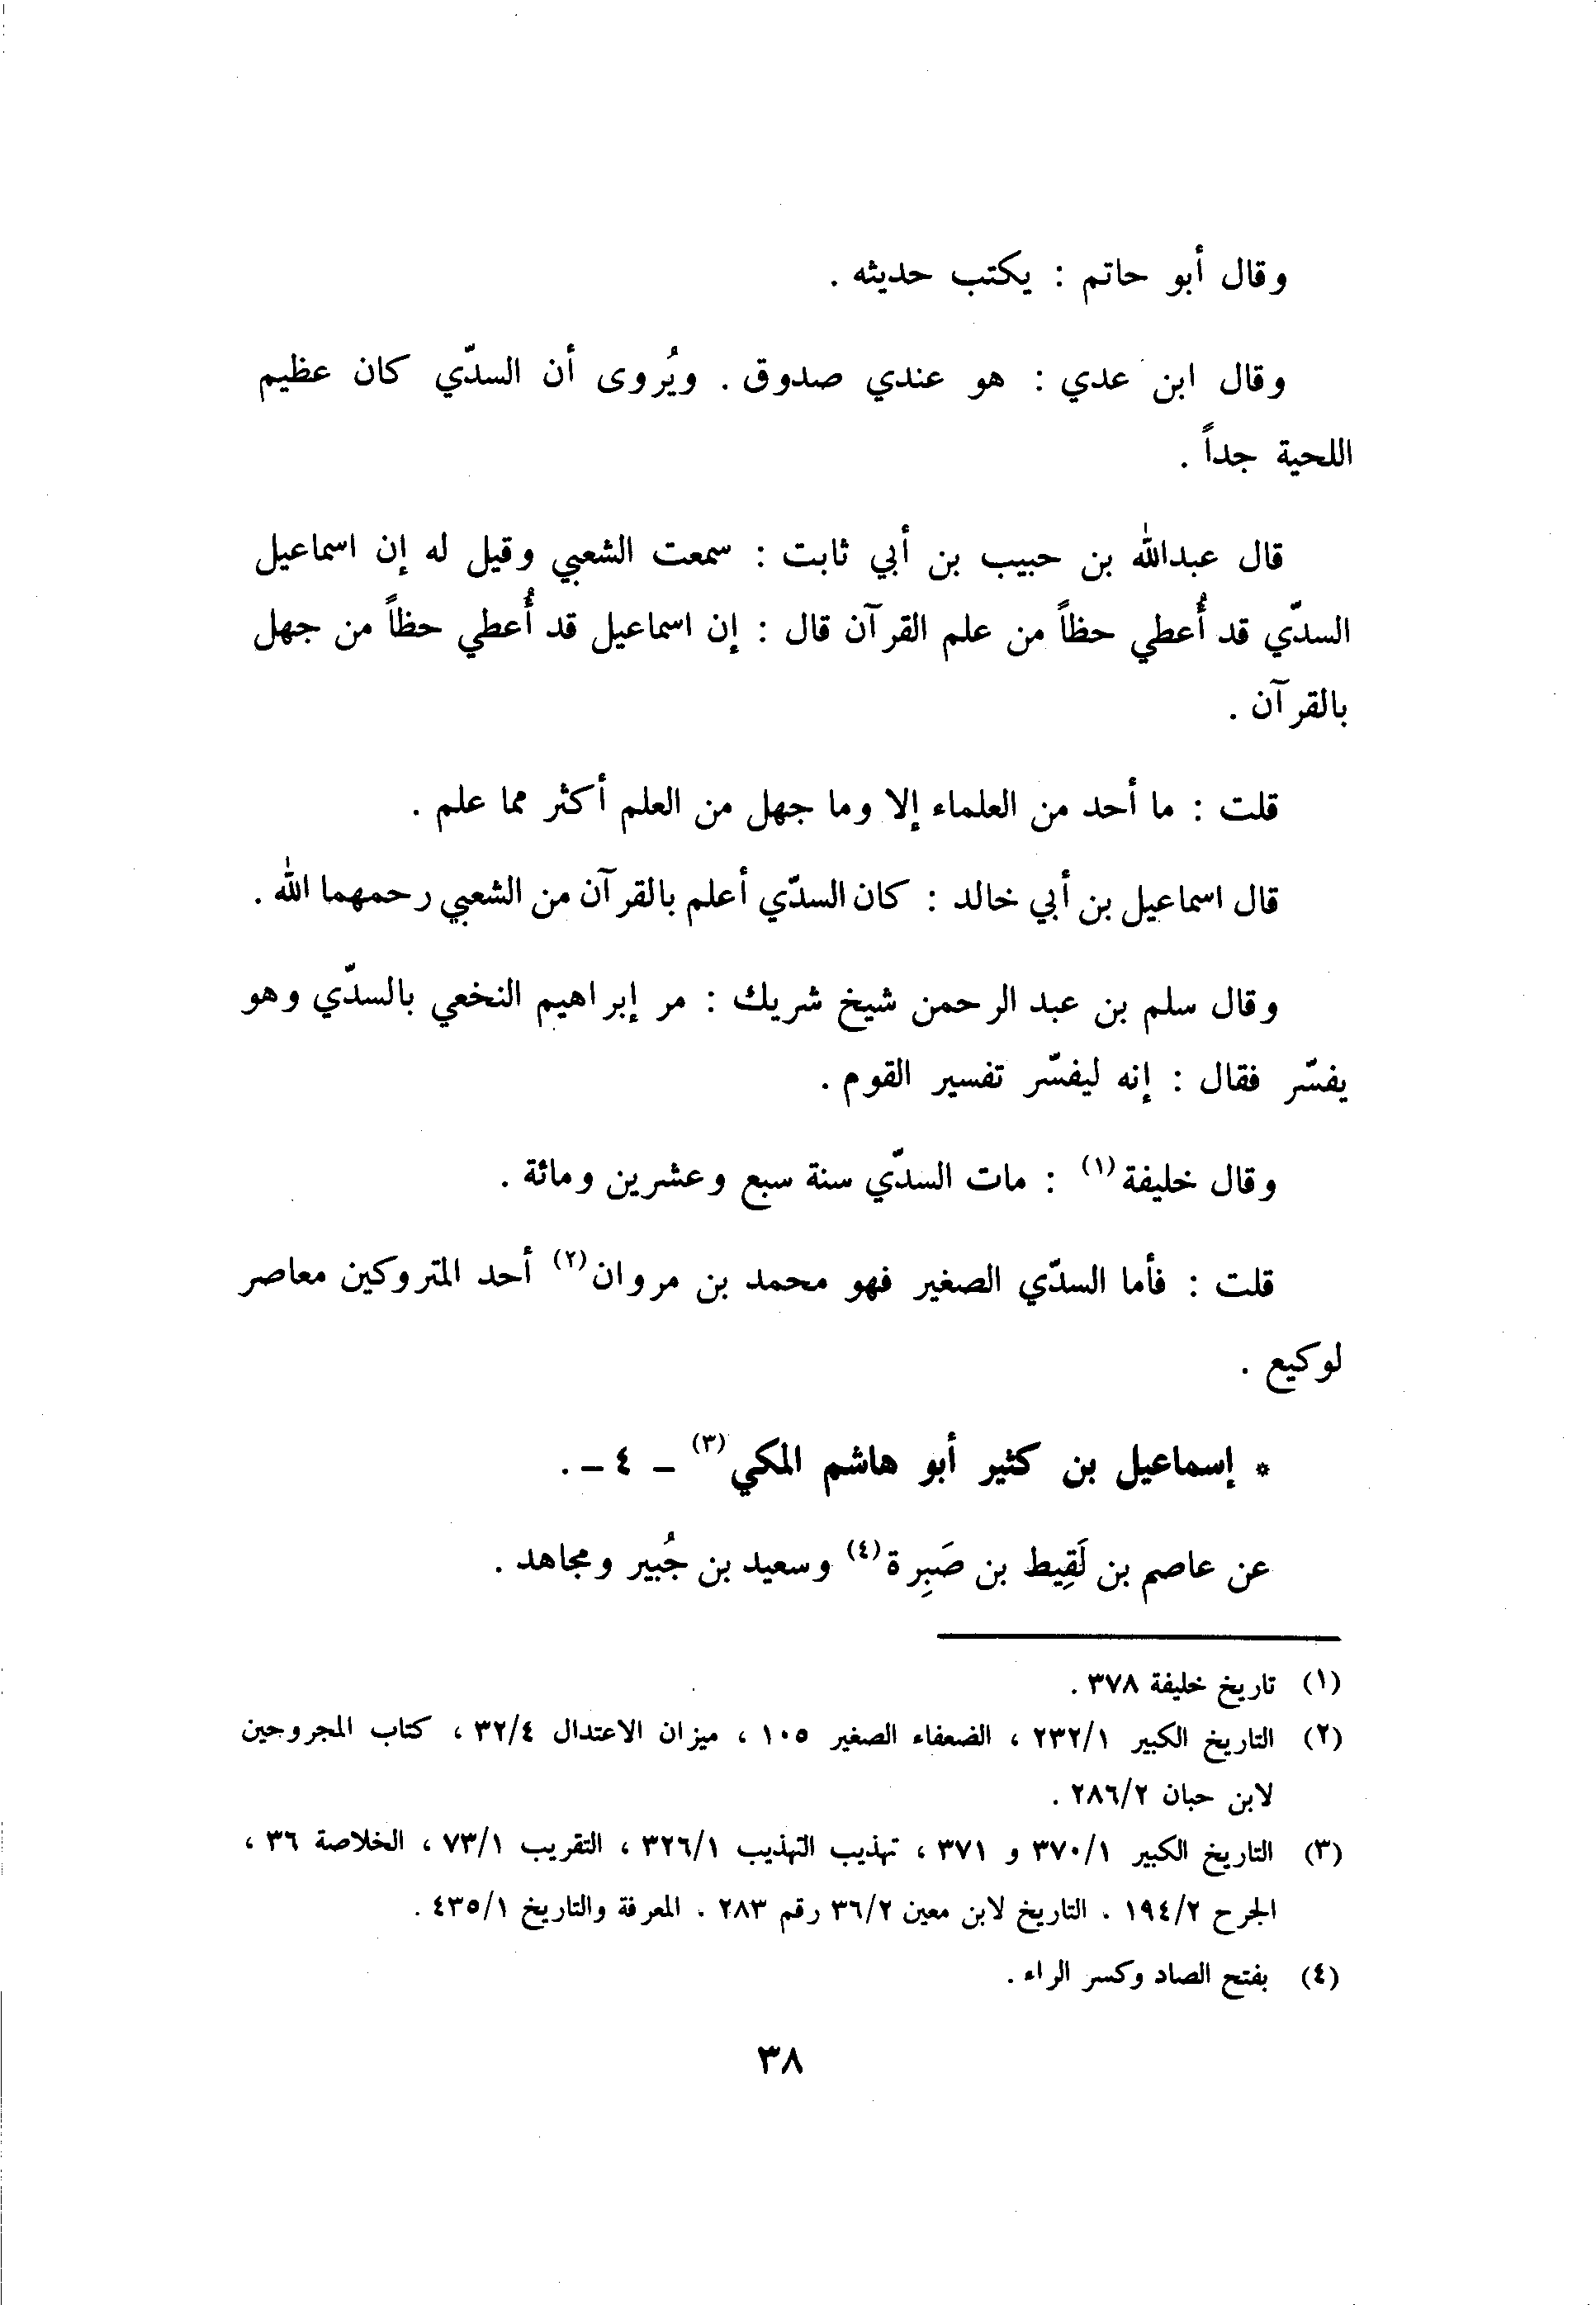 وقال أبو حاتم : يكتب حديثه .
وقال ابن عدي : هو عندي صدوق . ويُروى أن السدّي كان عظيم
اللحية جداً .
قال عبدالله بن حبيب بن أبي ثابت : سمعت الشعبي وقيل له إن اسماعيل
السدّي قد أُعطي حظاً من علم القرآن قال : إن اسماعيل قد أُعطي حظاً من جهل
بالقرآن .
قلت : ما أحد من العلماء إلا وما جهل من العلم أكثر مما علم .
قال اسماعيل بن أبي خالد : كان السدّي أعلم بالقرآن من الشعبي رحمهما الله .
وقال سلم بن عبد الرحمن شيخ شريك : مر إبراهيم النخعي بالسدّي وهو
يفسّر فقال : إنه ليفسّر تفسير القوم .
وقال خليفة(١) : مات السدّي سنة سبع وعشرين ومائة .
قلت : فأما السدّي الصغير فهو محمد بن مروان(٢) أحد المتروكين معاصر
لوكيع .
* إسماعيل بن كثير أبو هاشم المكي(٣) – ٤ – .
عن عاصم بن لَقِيط بن صَبِرة(٤) وسعيد بن جُبير ومجاهد .
(١) تاريخ خليفة ٣٧٨ .
(٢) التاريخ الكبير ٢٣٢/١ ، الضعفاء الصغير ١٠٥ ، ميزان الاعتدال ٣٢/٤ ، كتاب المجروحين
لابن حبان ٢٨٦/٢ .
(٣) التاريخ الكبير ٣٧٠/١ و ٣٧١ ، تهذيب التهذيب ٣٢٦/١ ، التقريب ٧٣/١ ، الخلاصة ٣٦ ،
الجرح ١٩٤/٢ . التاريخ لابن معين ٣٦/٢ رقم ٢٨٣ . المعرفة والتاريخ ٤٣٥/١ .
(٤) بفتح الصاد وكسر الراء .
٣٨